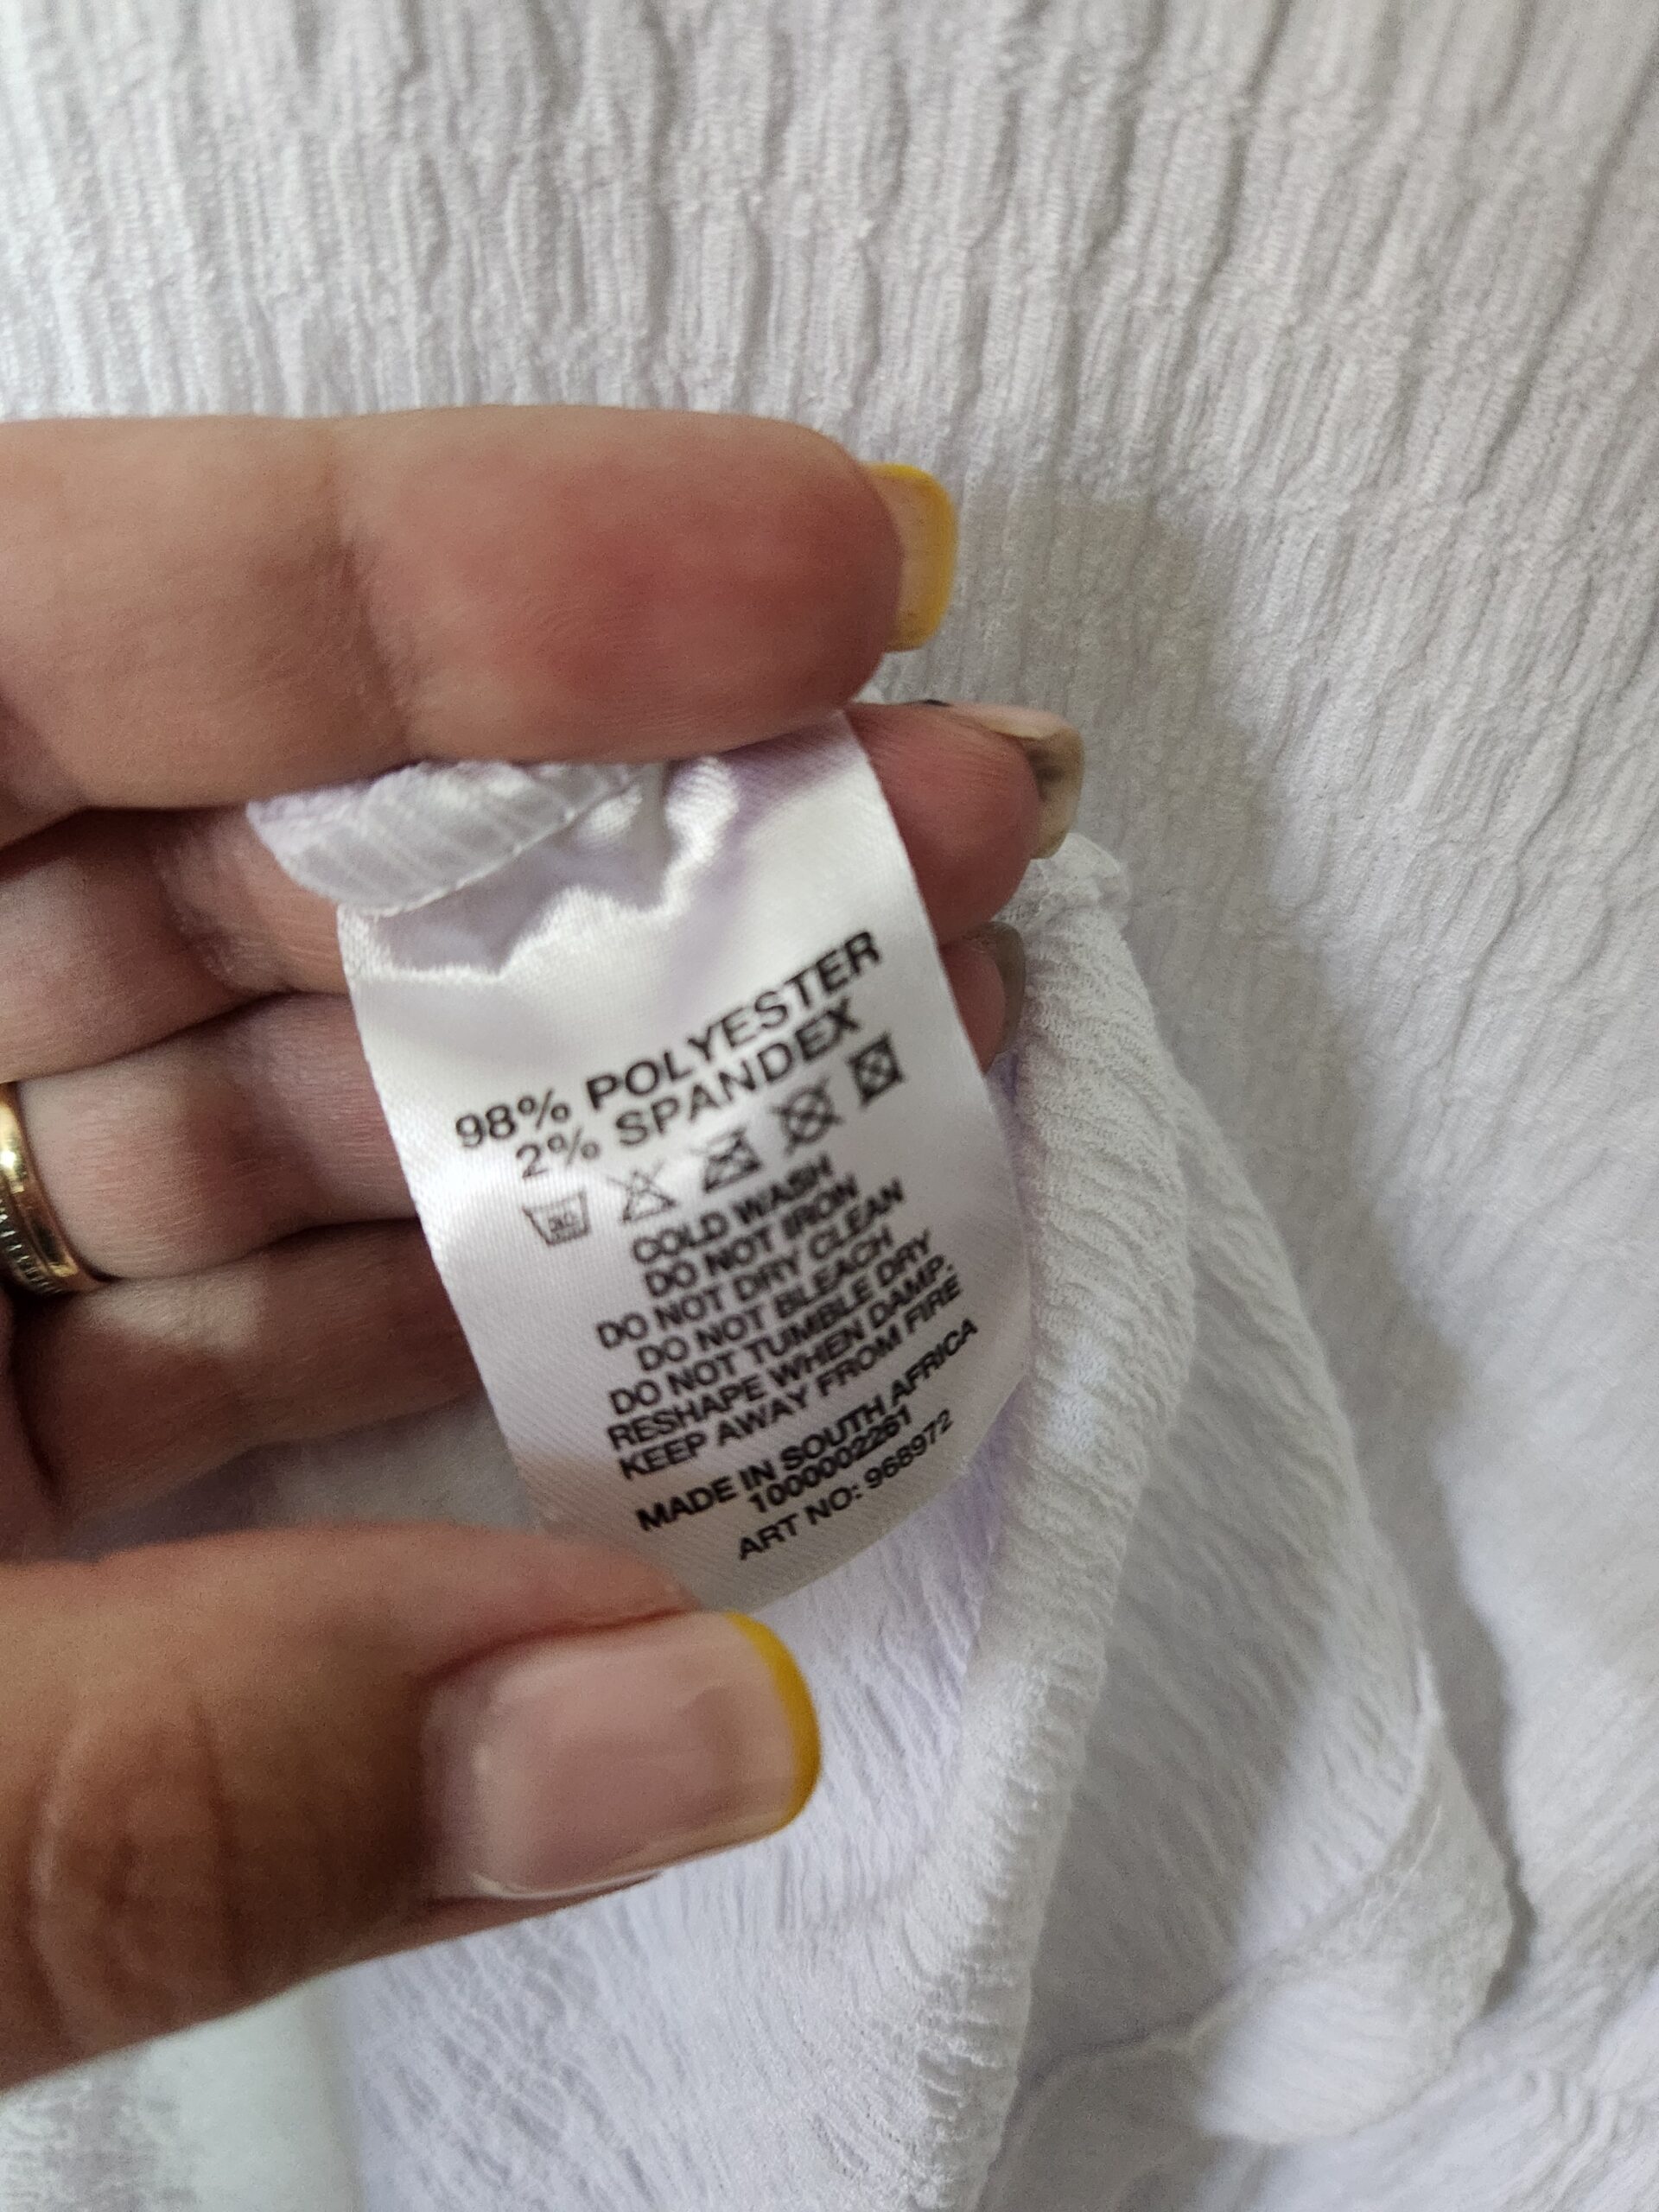 98% POLYESTER
2% SPANDEX
30
COLD WASH
DO NOT IRON
DO NOT DRY CLEAN
DO NOT BLEACH
DO NOT TUMBLE DRY
RESHAPE WHEN DAMP.
KEEP AWAY FROM FIRE
MADE IN SOUTH AFRICA
1000002261
ART NO: 968972